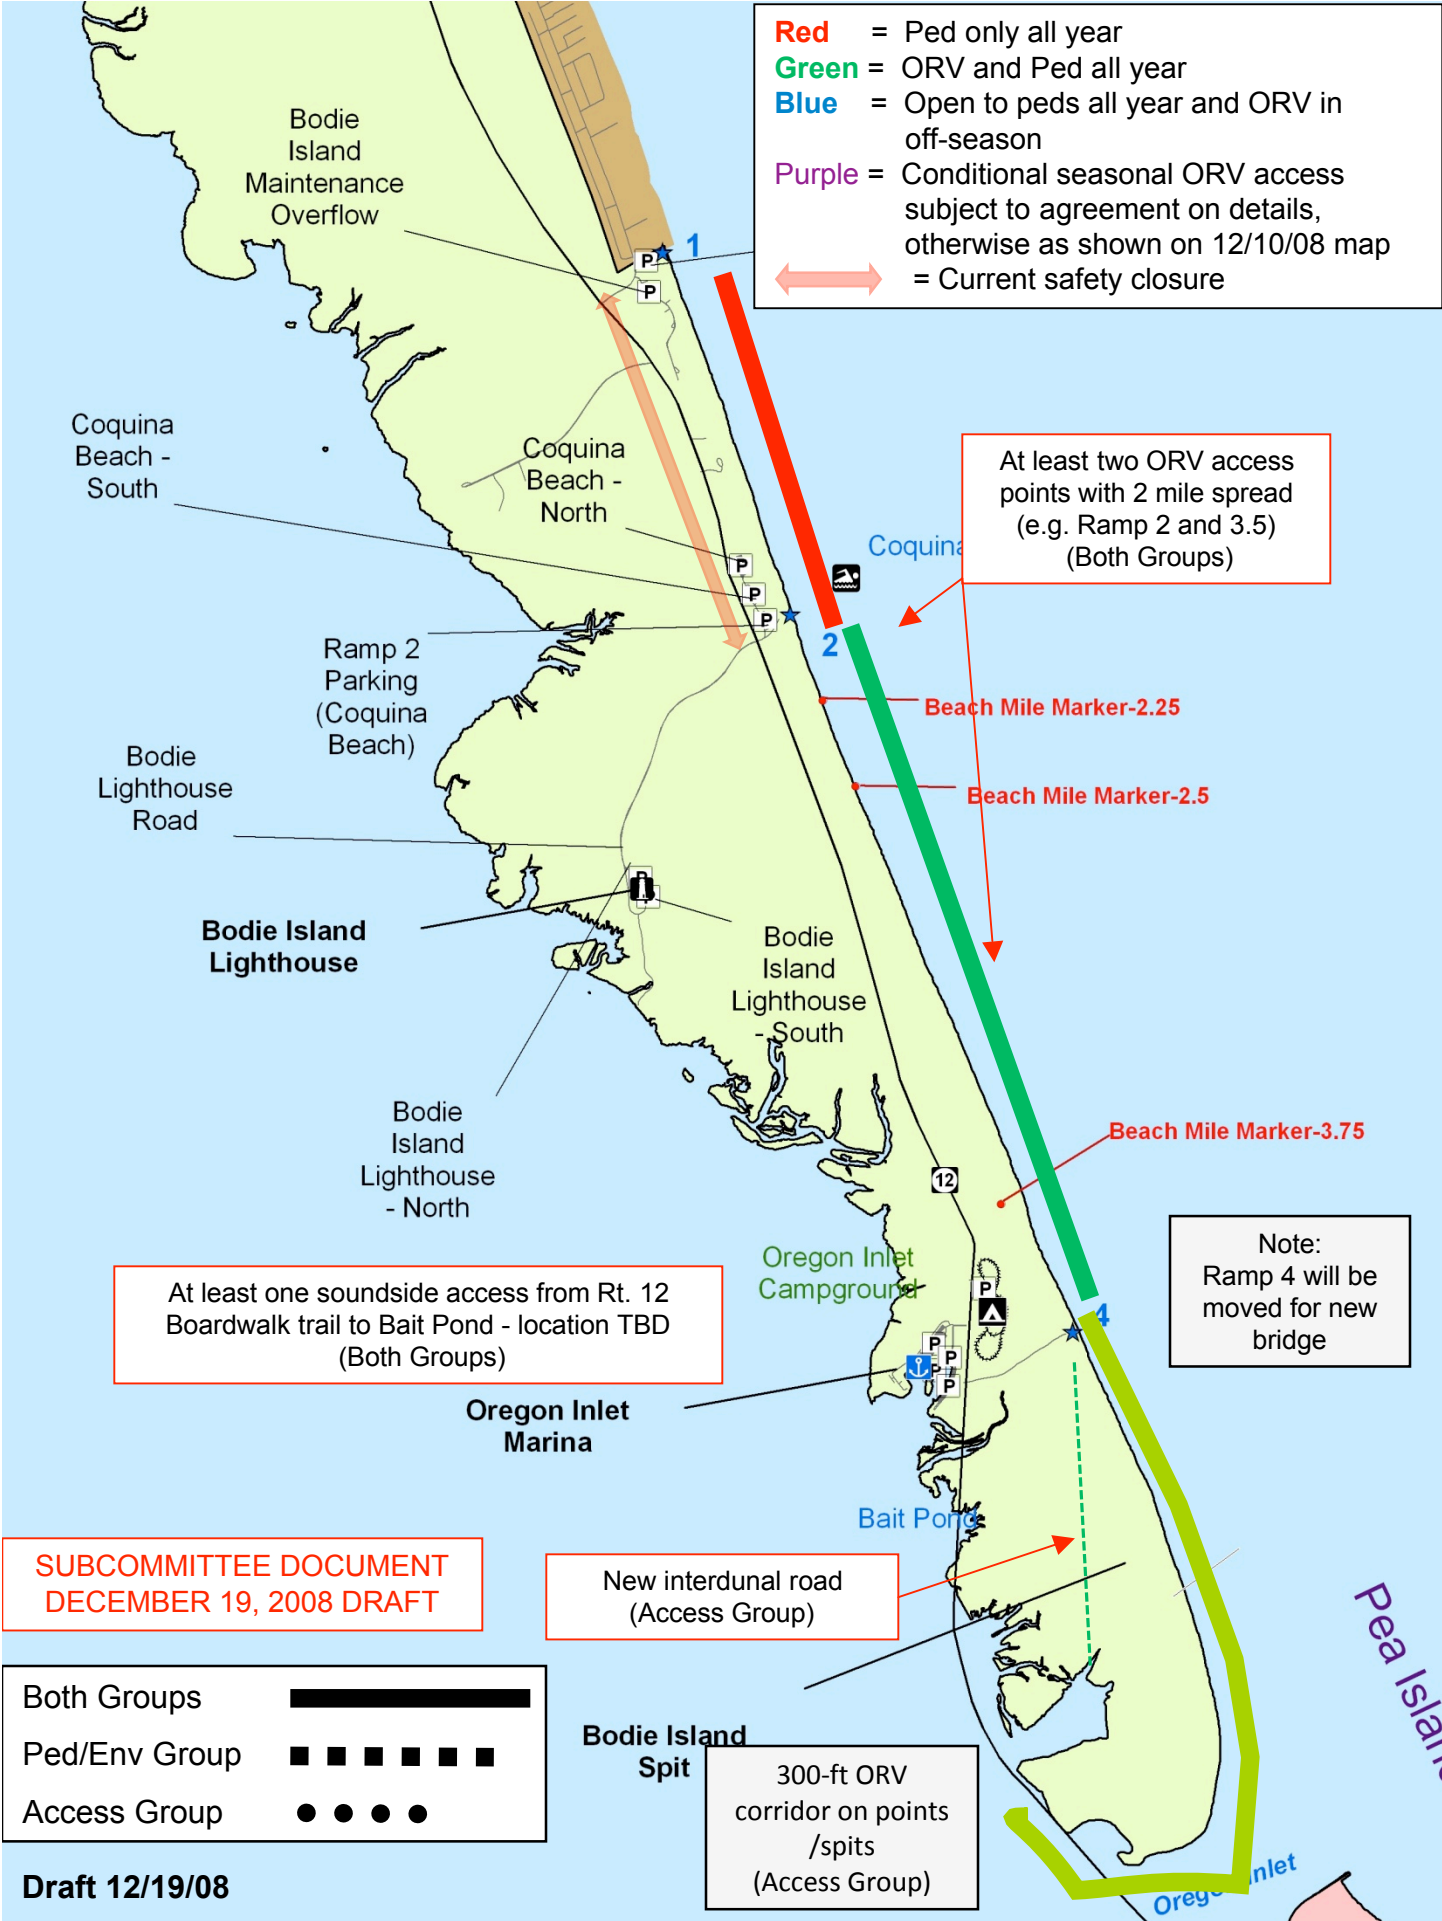 Red = Ped only all year
Green = ORV and Ped all year
Blue = Open to peds all year and ORV in
off-season
Purple = Conditional seasonal ORV access
subject to agreement on details,
otherwise as shown on 12/10/08 map
= Current safety closure
Bodie
Island
Maintenance
Overflow
P
1
P
Coquina
Beach -
South
Coquina
Beach -
North
At least two ORV access
points with 2 mile spread
(e.g. Ramp 2 and 3.5)
(Both Groups)
Coquina
P
P
P
2
Ramp 2
Parking
(Coquina
Beach)
Beach Mile Marker-2.25
Beach Mile Marker-2.5
Bodie
Lighthouse
Road
P
Bodie Island
Lighthouse
Bodie
Island
Lighthouse
- South
Bodie
Island
Lighthouse
- North
Beach Mile Marker-3.75
12
Oregon Inlet
Campground
P
4
Note:
Ramp 4 will be
moved for new
bridge
At least one soundside access from Rt. 12
Boardwalk trail to Bait Pond - location TBD
(Both Groups)
P
P
P
P
Oregon Inlet
Marina
Bait Pond
SUBCOMMITTEE DOCUMENT
DECEMBER 19, 2008 DRAFT
New interdunal road
(Access Group)
Pea Island
Both Groups
Ped/Env Group
Access Group
Bodie Island
Spit
300-ft ORV
corridor on points
/spits
(Access Group)
Oregon Inlet
Draft 12/19/08